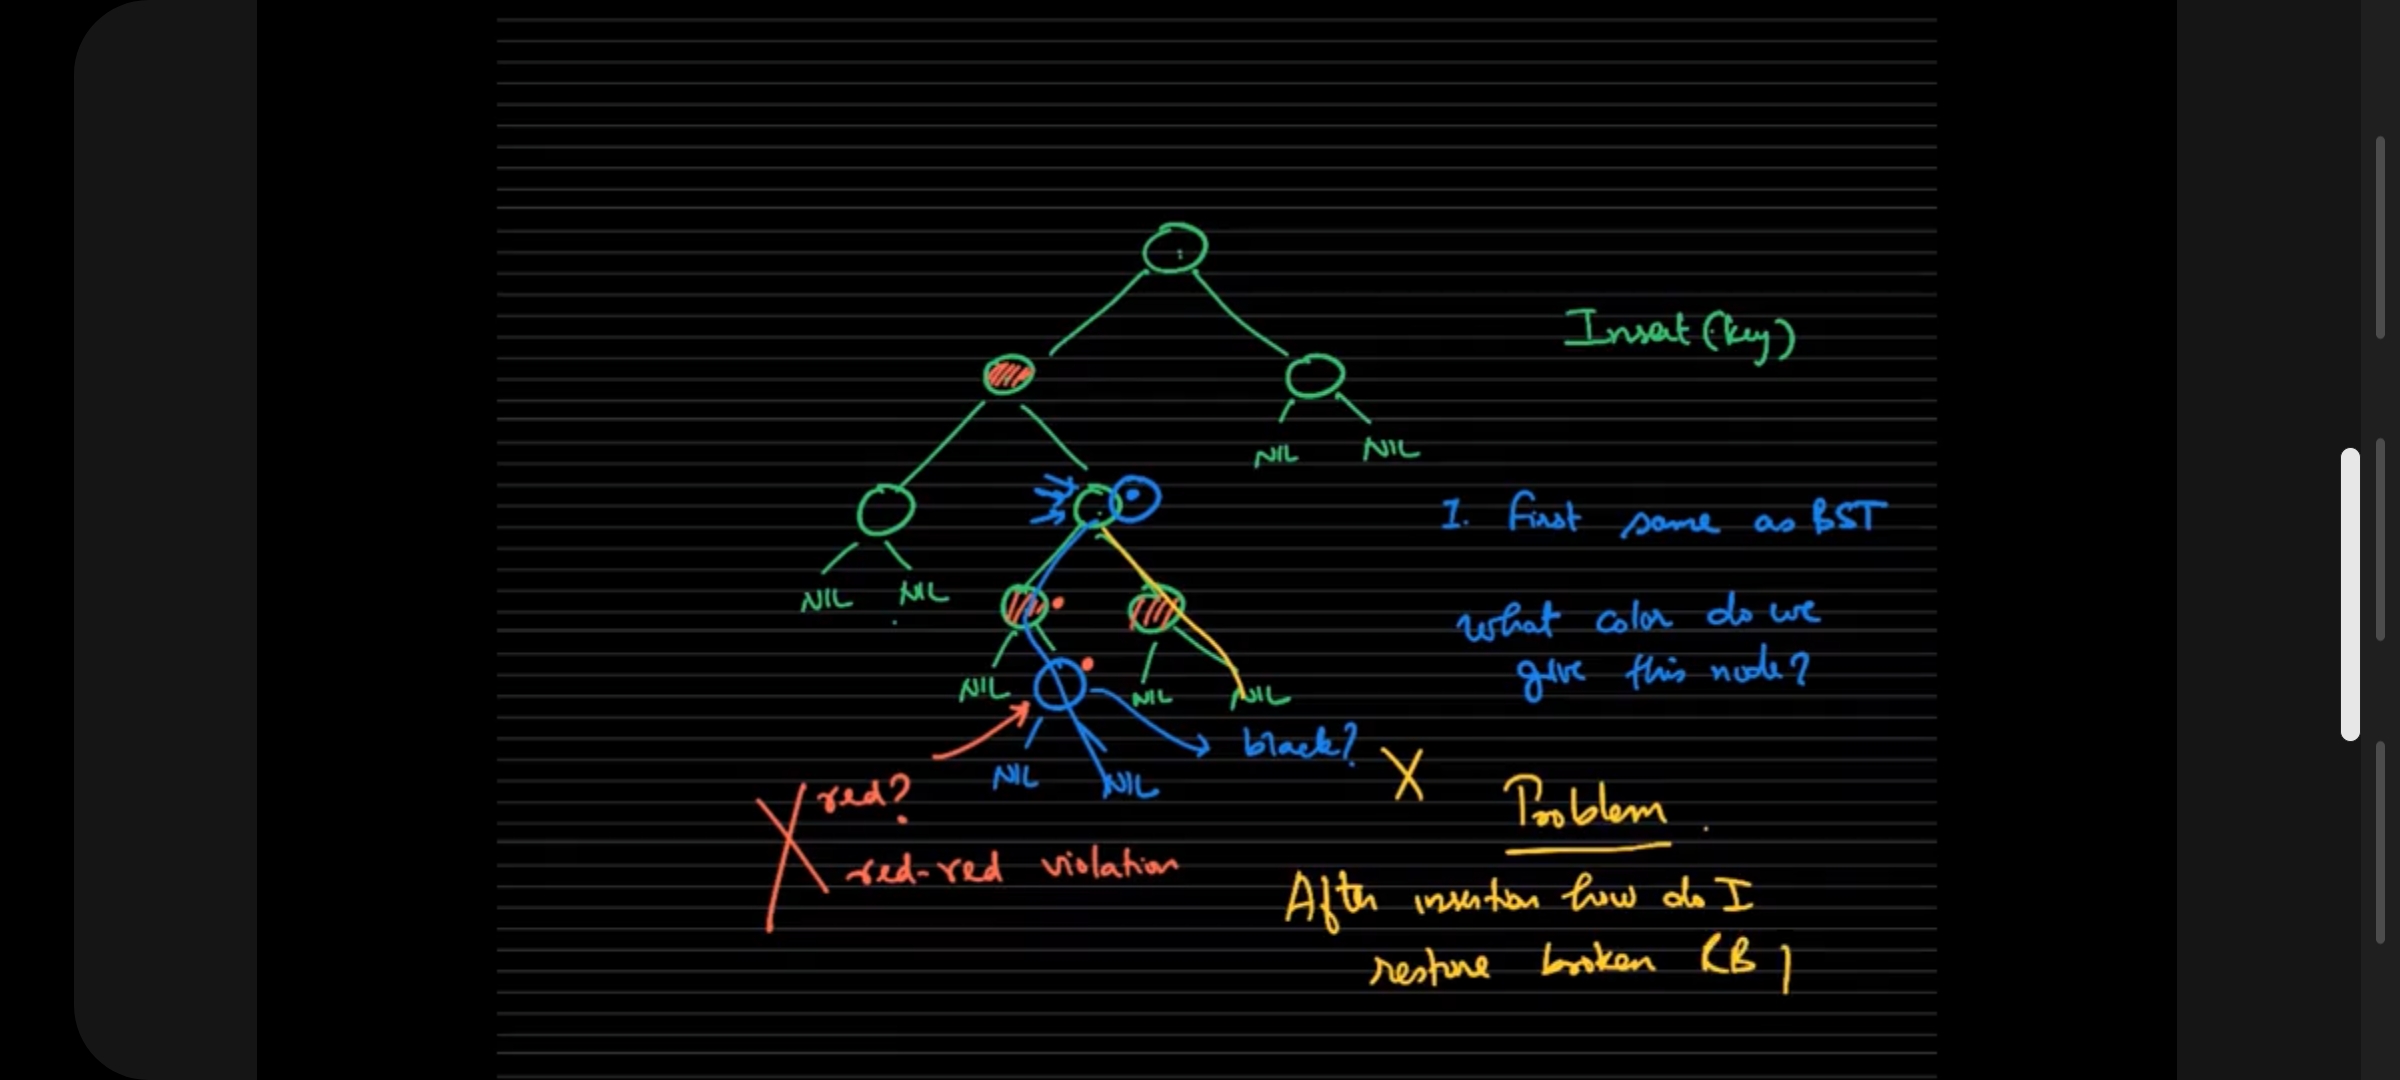 Insert (key)
NIL NIL
1. First same as BST
NIL NIL
What color do we
give this node?
NIL NIL NIL
black?
NIL NIL
red?
Problem
red-red violation
After insertion how do I
restore broken RB